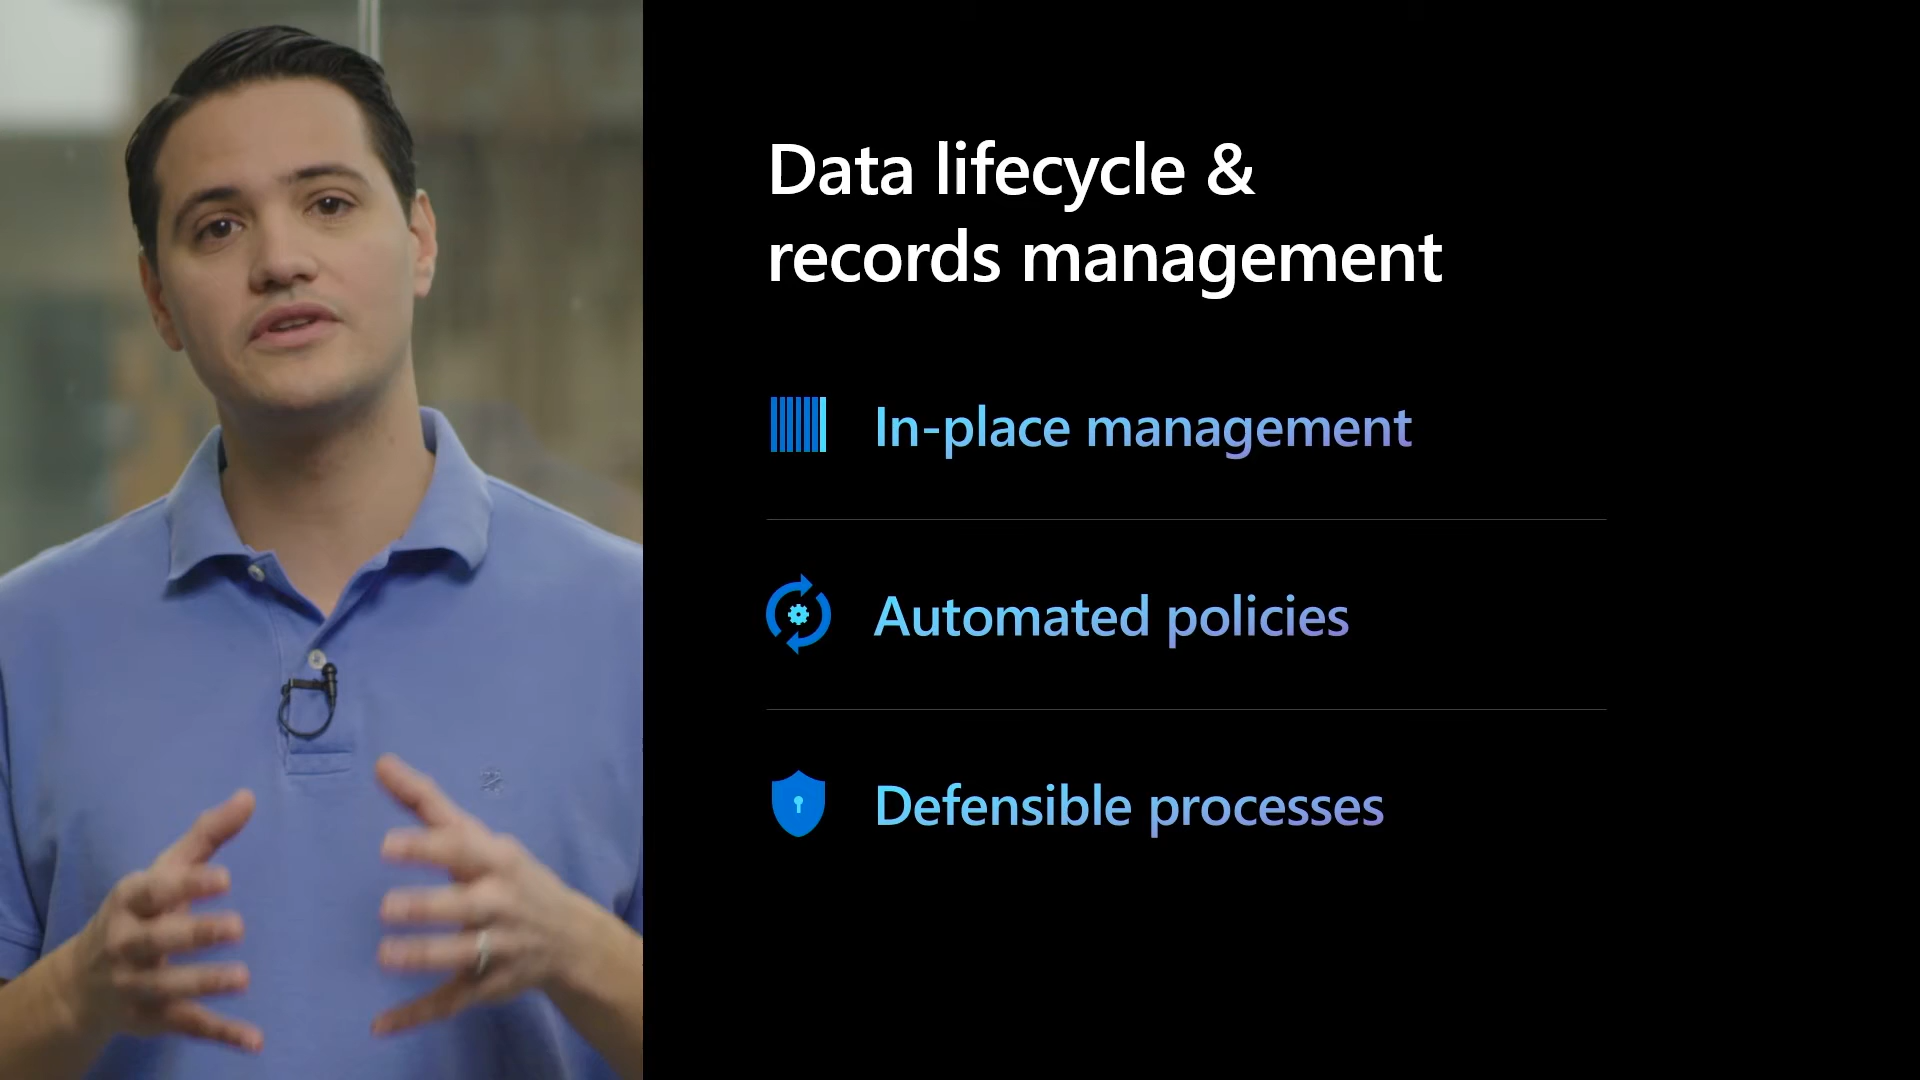 Data lifecycle &
records management
In-place management
Automated policies
Defensible processes